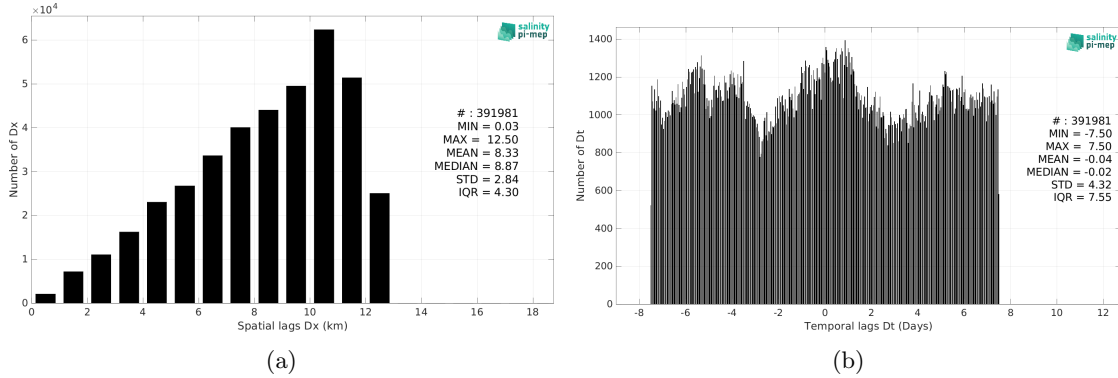 ×10⁴
salinity
pi-mep
6
5
4
3
2
1
0
Number of Dx
# : 391981
MIN = 0.03
MAX = 12.50
MEAN = 8.33
MEDIAN = 8.87
STD = 2.84
IQR = 4.30
0 2 4 6 8 10 12 14 16 18
Spatial lags Dx (km)
(a)
salinity
pi-mep
1400
1200
1000
800
600
400
200
0
Number of Dt
# : 391981
MIN = -7.50
MAX = 7.50
MEAN = -0.04
MEDIAN = -0.02
STD = 4.32
IQR = 7.55
-8 -6 -4 -2 0 2 4 6 8 10 12
Temporal lags Dt (Days)
(b)